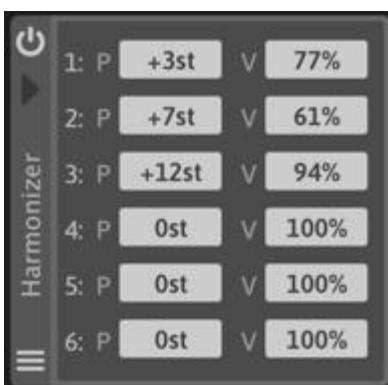 Harmonizer
1: P +3st V 77%
2: P +7st V 61%
3: P +12st V 94%
4: P 0st V 100%
5: P 0st V 100%
6: P 0st V 100%